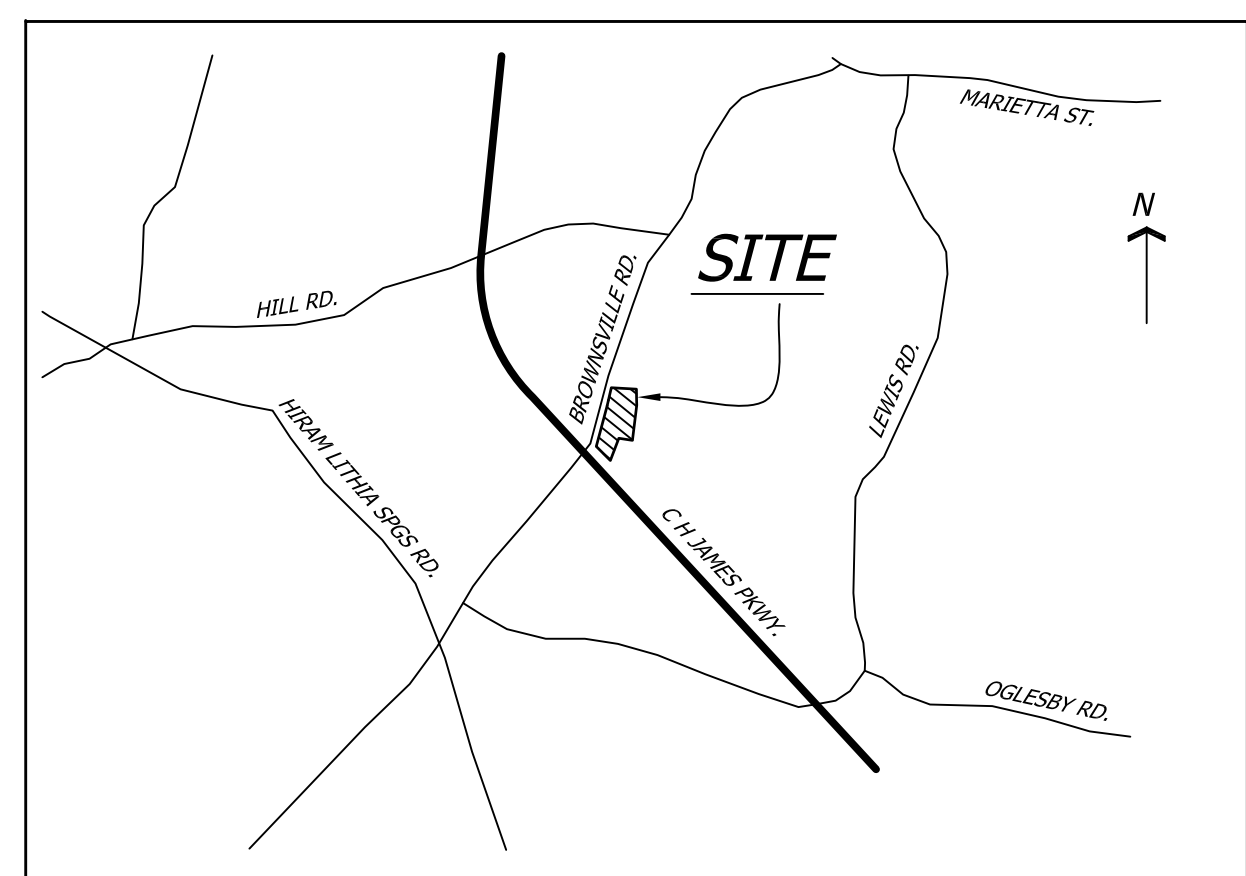 MARIETTA ST.
N
SITE
HILL RD.
BROWNSVILLE RD.
LEWIS RD.
HIRAM LITHIA SPGS RD.
C H JAMES PKWY.
OGLESBY RD.